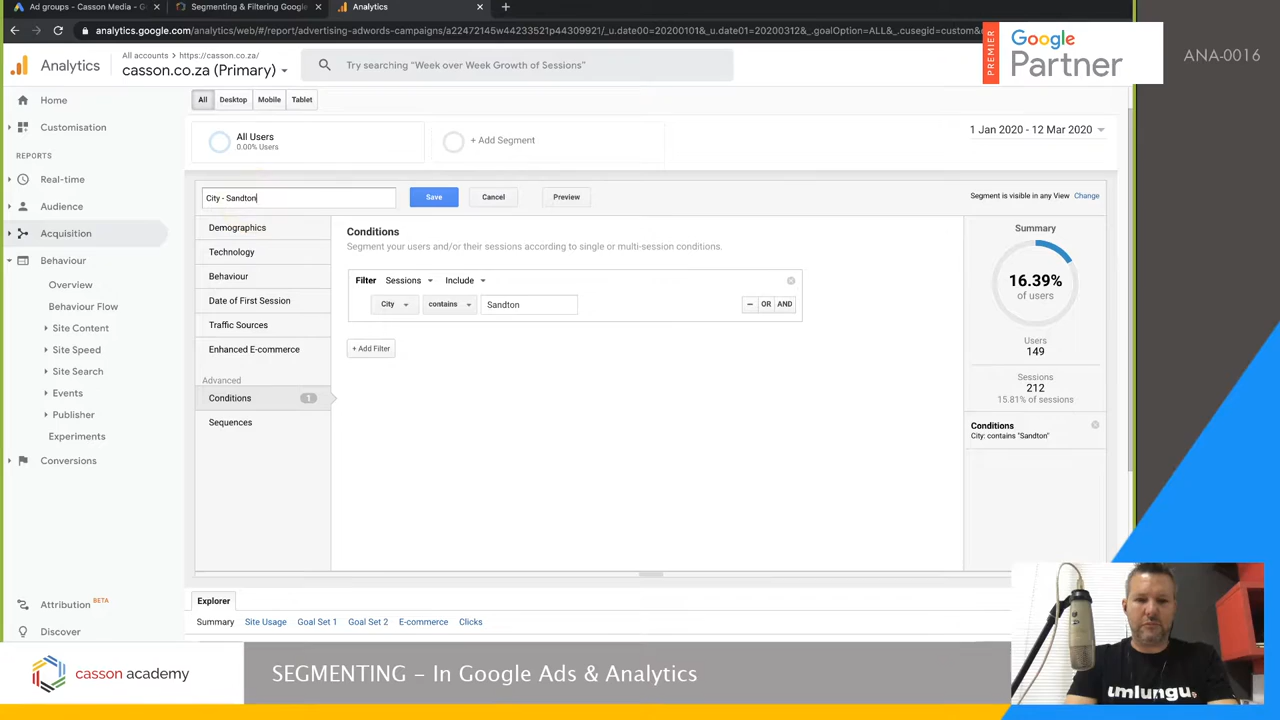 Ad groups - Casson Media - G
Segmenting & Filtering Google
Analytics
analytics.google.com/analytics/web/#/report/advertising-adwords-campaigns/a22472145w44233521p44309921/_u.date00=20200101&_u.date01=20200312&_.goalOption=ALL&_.cusegid=custom&
PREMIER
Google
Partner
ANA-0016
Analytics
All accounts > https://casson.co.za/
casson.co.za (Primary)
Try searching "Week over Week Growth of Sessions"
Home
Customisation
REPORTS
Real-time
Audience
Acquisition
Behaviour
Overview
Behaviour Flow
Site Content
Site Speed
Site Search
Events
Publisher
Experiments
Conversions
Attribution BETA
Discover
All Desktop Mobile Tablet
All Users
0.00% Users
+ Add Segment
1 Jan 2020 - 12 Mar 2020
City - Sandton
Save Cancel Preview
Segment is visible in any View Change
Demographics
Technology
Behaviour
Date of First Session
Traffic Sources
Enhanced E-commerce
Advanced
Conditions 1
Sequences
Conditions
Segment your users and/or their sessions according to single or multi-session conditions.
Filter Sessions Include
City contains Sandton
OR AND
+ Add Filter
Summary
16.39%
of users
Users
149
Sessions
212
15.81% of sessions
Conditions
City: contains "Sandton"
Explorer
Summary Site Usage Goal Set 1 Goal Set 2 E-commerce Clicks
umlungu.
casson academy
SEGMENTING – In Google Ads & Analytics